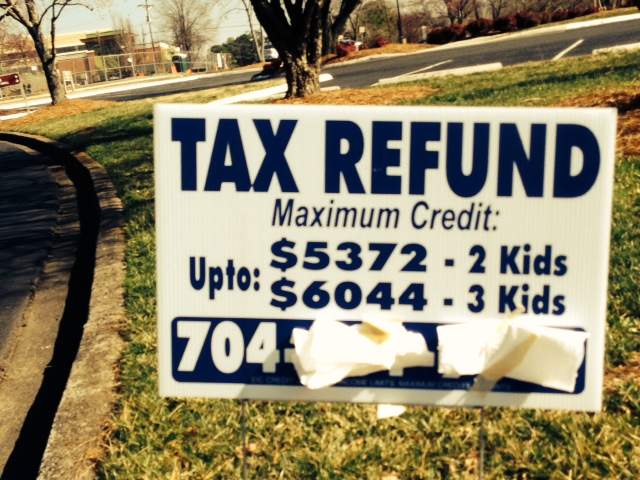 TAX REFUND
Maximum Credit:
Upto: $5372 - 2 Kids
$6044 - 3 Kids
704-